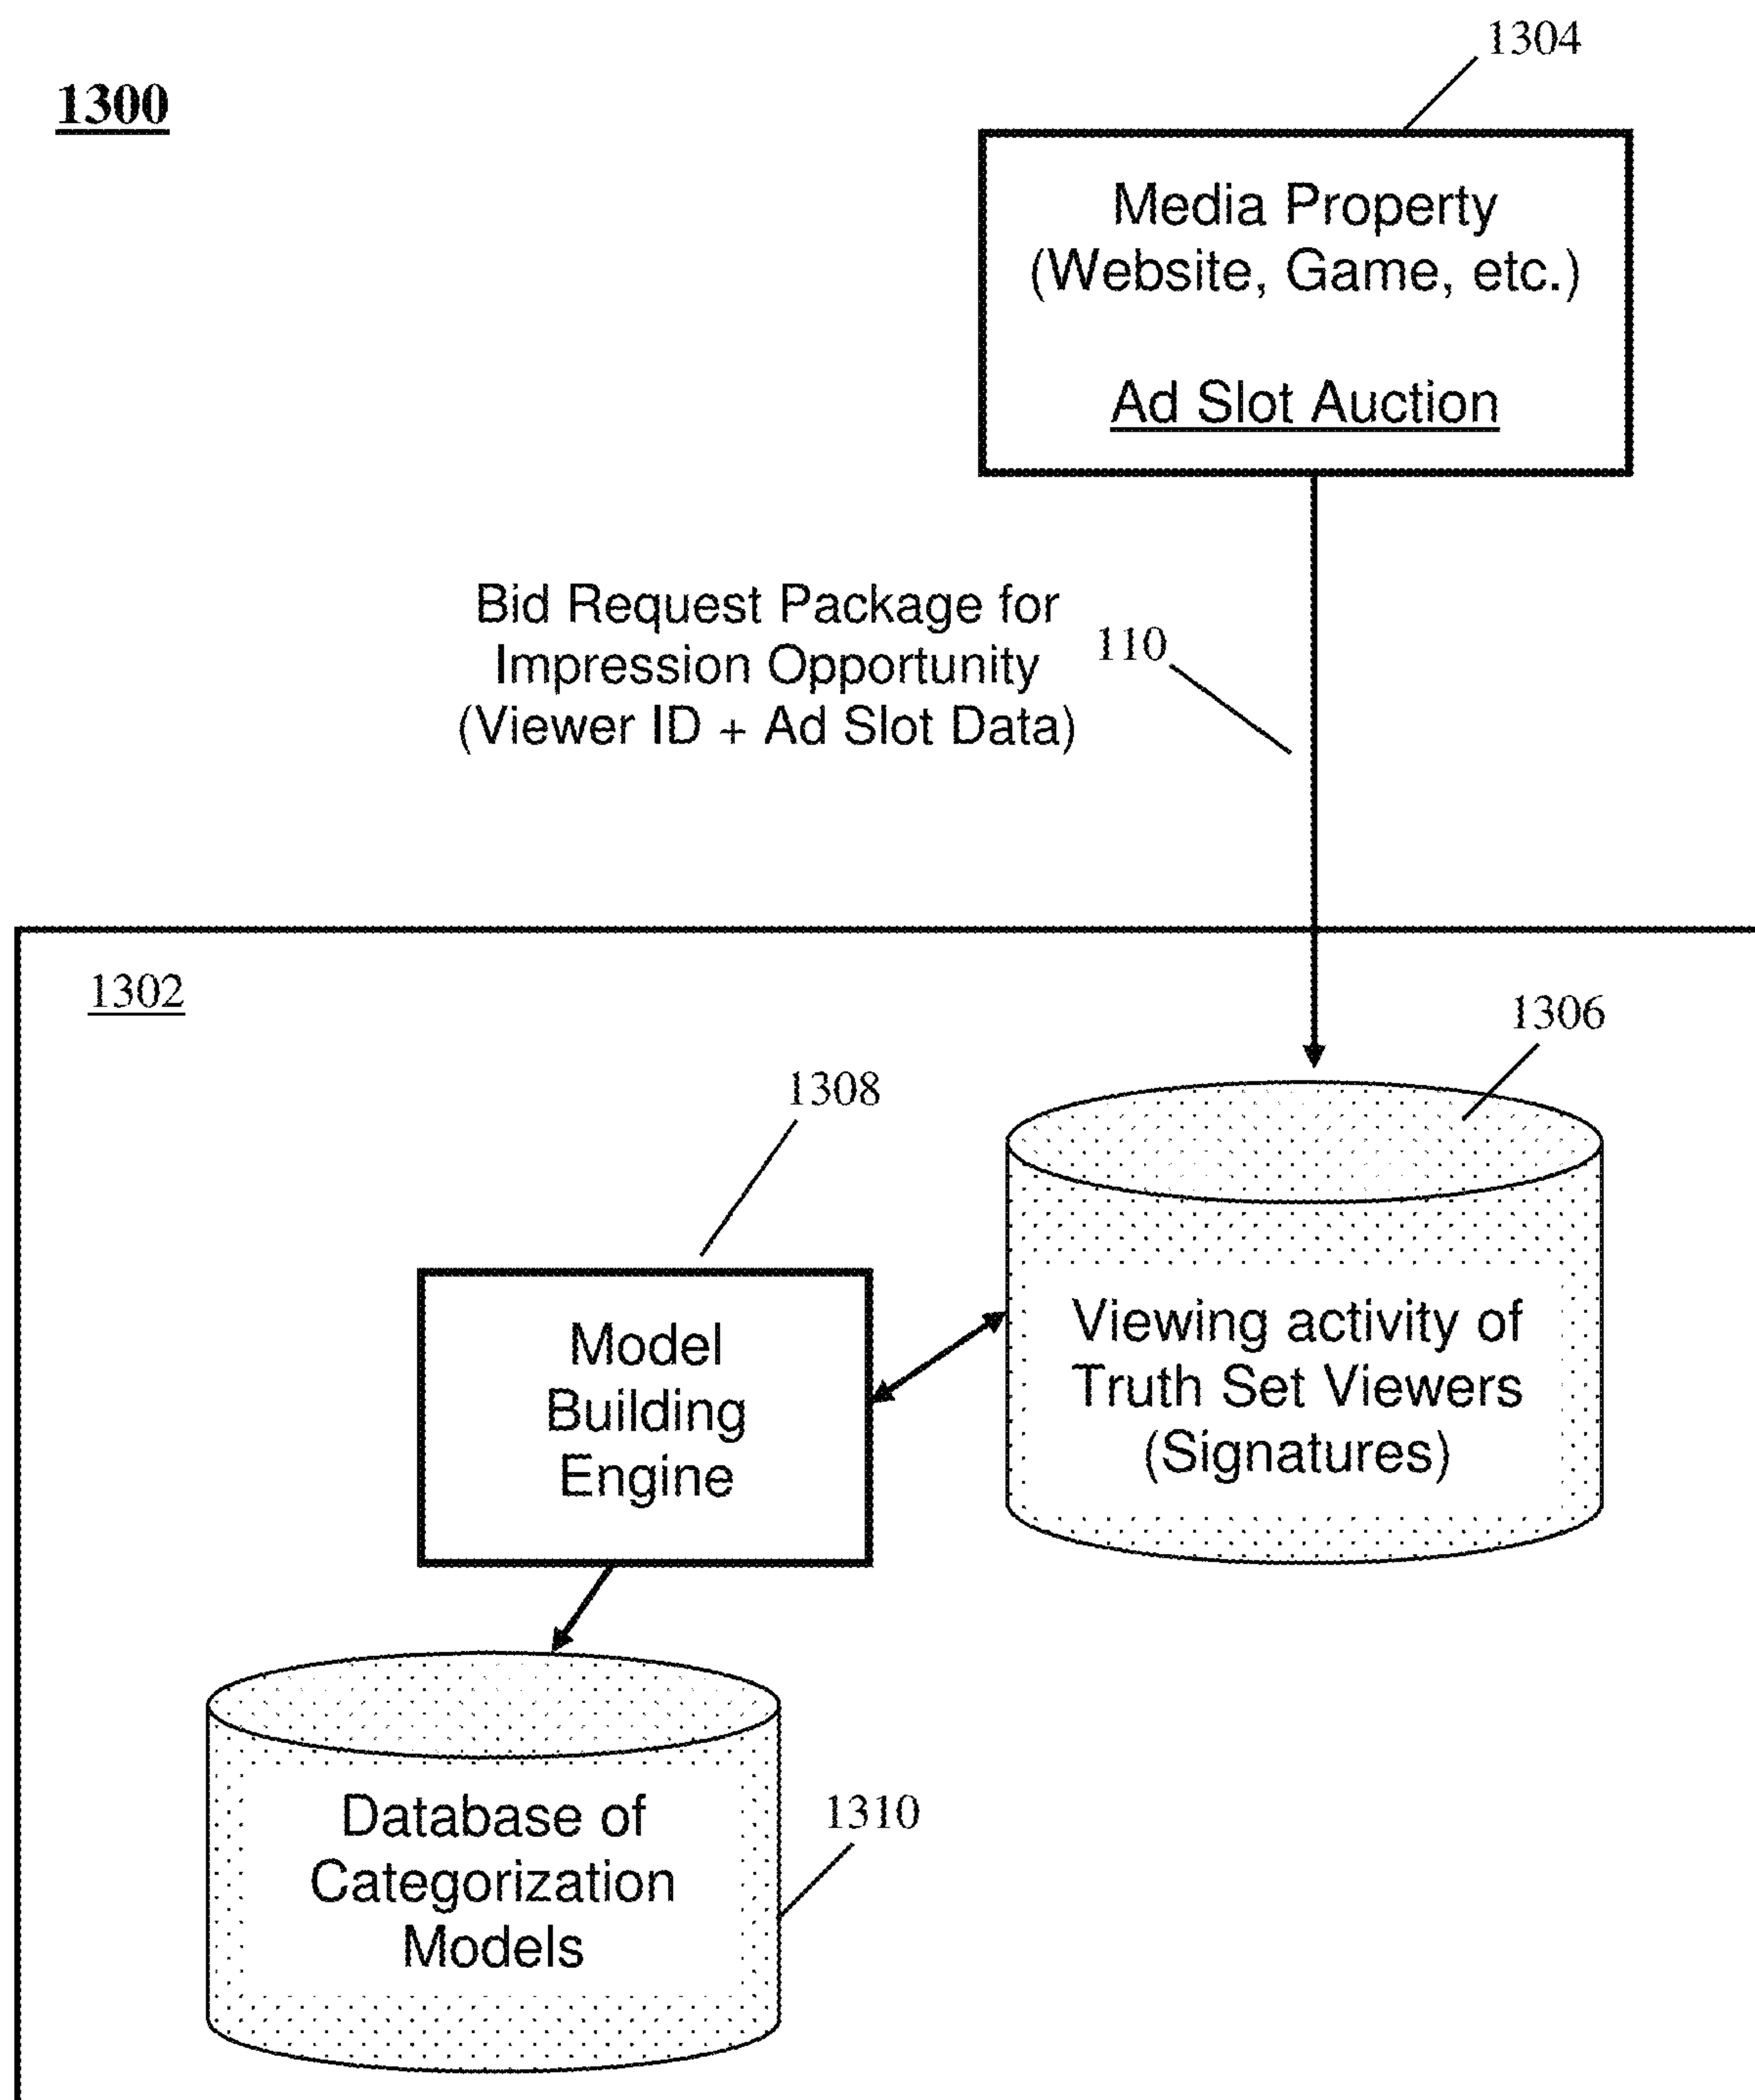 1304
1300
Media Property
(Website, Game, etc.)
Ad Slot Auction
Bid Request Package for
Impression Opportunity
(Viewer ID + Ad Slot Data)
110
1302
1306
1308
Viewing activity of
Truth Set Viewers
(Signatures)
Model
Building
Engine
1310
Database of
Categorization
Models